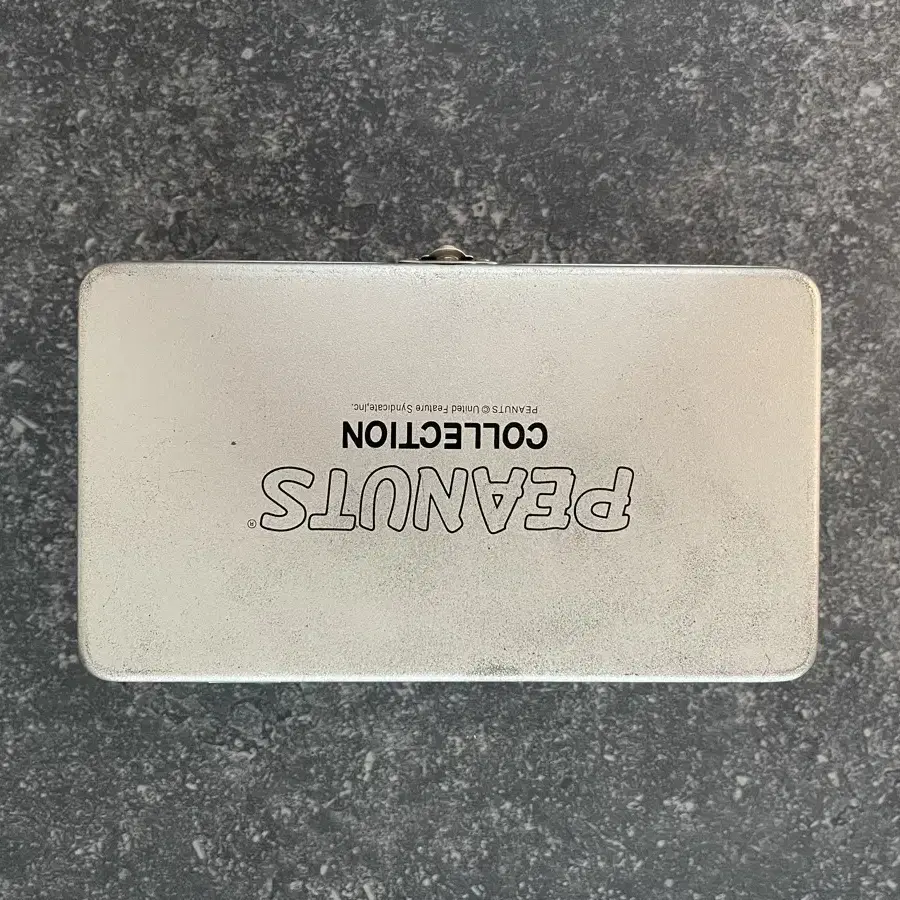 PEANUTS®
COLLECTION
PEANUTS © United Feature Syndicate,Inc.